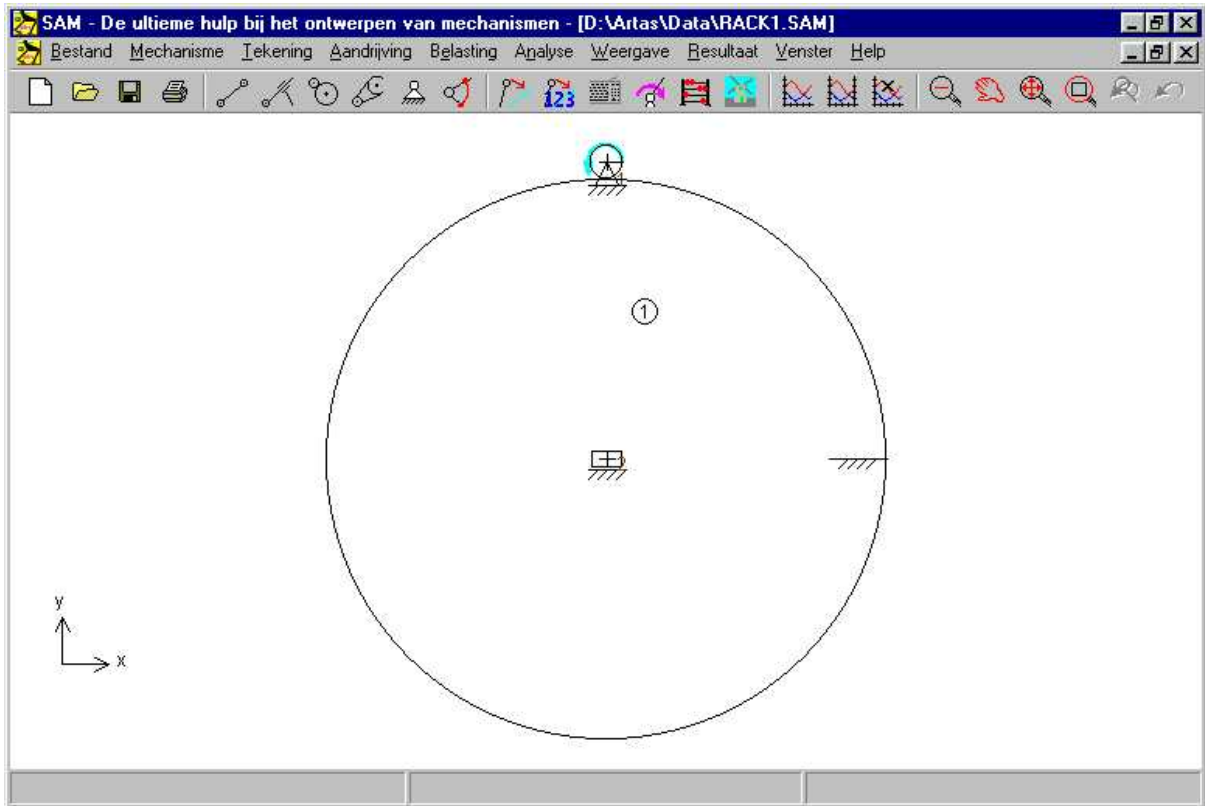 SAM - De ultieme hulp bij het ontwerpen van mechanismen - [D:\Artas\Data\RACK1.SAM]
Bestand Mechanisme Tekening Aandrijving Belasting Analyse Weergave Resultaat Venster Help
123
1
y
x